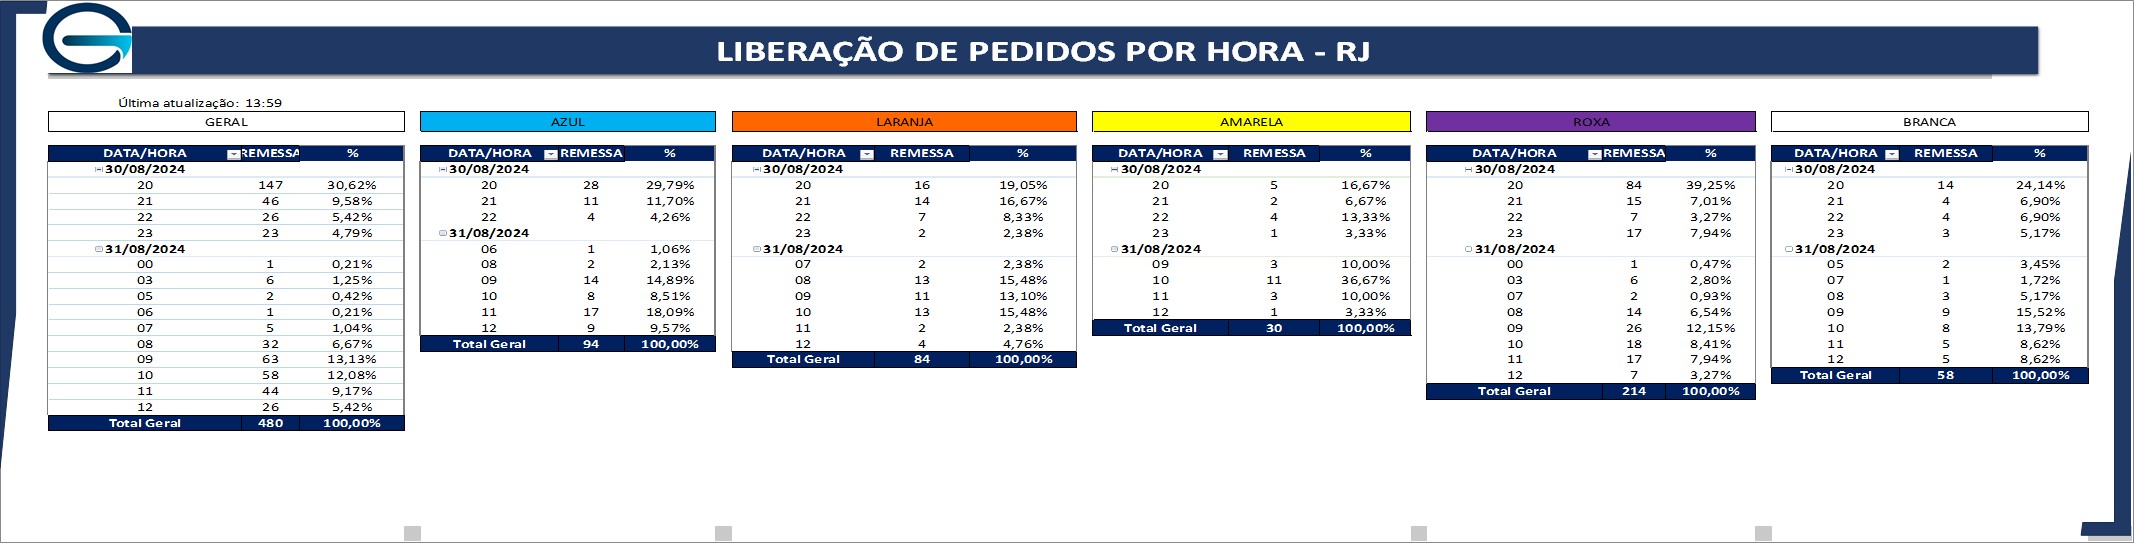 LIBERAÇÃO DE PEDIDOS POR HORA - RJ
Última atualização: 13:59
GERAL
DATA/HORA REMESSA %
30/08/2024
20 147 30,62%
21 46 9,58%
22 26 5,42%
23 23 4,79%
31/08/2024
00 1 0,21%
03 6 1,25%
05 2 0,42%
06 1 0,21%
07 5 1,04%
08 32 6,67%
09 63 13,13%
10 58 12,08%
11 44 9,17%
12 26 5,42%
Total Geral 480 100,00%
AZUL
DATA/HORA REMESSA %
30/08/2024
20 28 29,79%
21 11 11,70%
22 4 4,26%
31/08/2024
06 1 1,06%
08 2 2,13%
09 14 14,89%
10 8 8,51%
11 17 18,09%
12 9 9,57%
Total Geral 94 100,00%
LARANJA
DATA/HORA REMESSA %
30/08/2024
20 16 19,05%
21 14 16,67%
22 7 8,33%
23 2 2,38%
31/08/2024
07 2 2,38%
08 13 15,48%
09 11 13,10%
10 13 15,48%
11 2 2,38%
12 4 4,76%
Total Geral 84 100,00%
AMARELA
DATA/HORA REMESSA %
30/08/2024
20 5 16,67%
21 2 6,67%
22 4 13,33%
23 1 3,33%
31/08/2024
09 3 10,00%
10 11 36,67%
11 3 10,00%
12 1 3,33%
Total Geral 30 100,00%
ROXA
DATA/HORA REMESSA %
30/08/2024
20 84 39,25%
21 15 7,01%
22 7 3,27%
23 17 7,94%
31/08/2024
00 1 0,47%
03 6 2,80%
07 2 0,93%
08 14 6,54%
09 26 12,15%
10 18 8,41%
11 17 7,94%
12 7 3,27%
Total Geral 214 100,00%
BRANCA
DATA/HORA REMESSA %
30/08/2024
20 14 24,14%
21 4 6,90%
22 4 6,90%
23 3 5,17%
31/08/2024
05 2 3,45%
07 1 1,72%
08 3 5,17%
09 9 15,52%
10 8 13,79%
11 5 8,62%
12 5 8,62%
Total Geral 58 100,00%